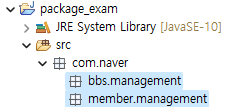 package_exam
JRE System Library [JavaSE-10]
src
com.naver
bbs.management
member.management